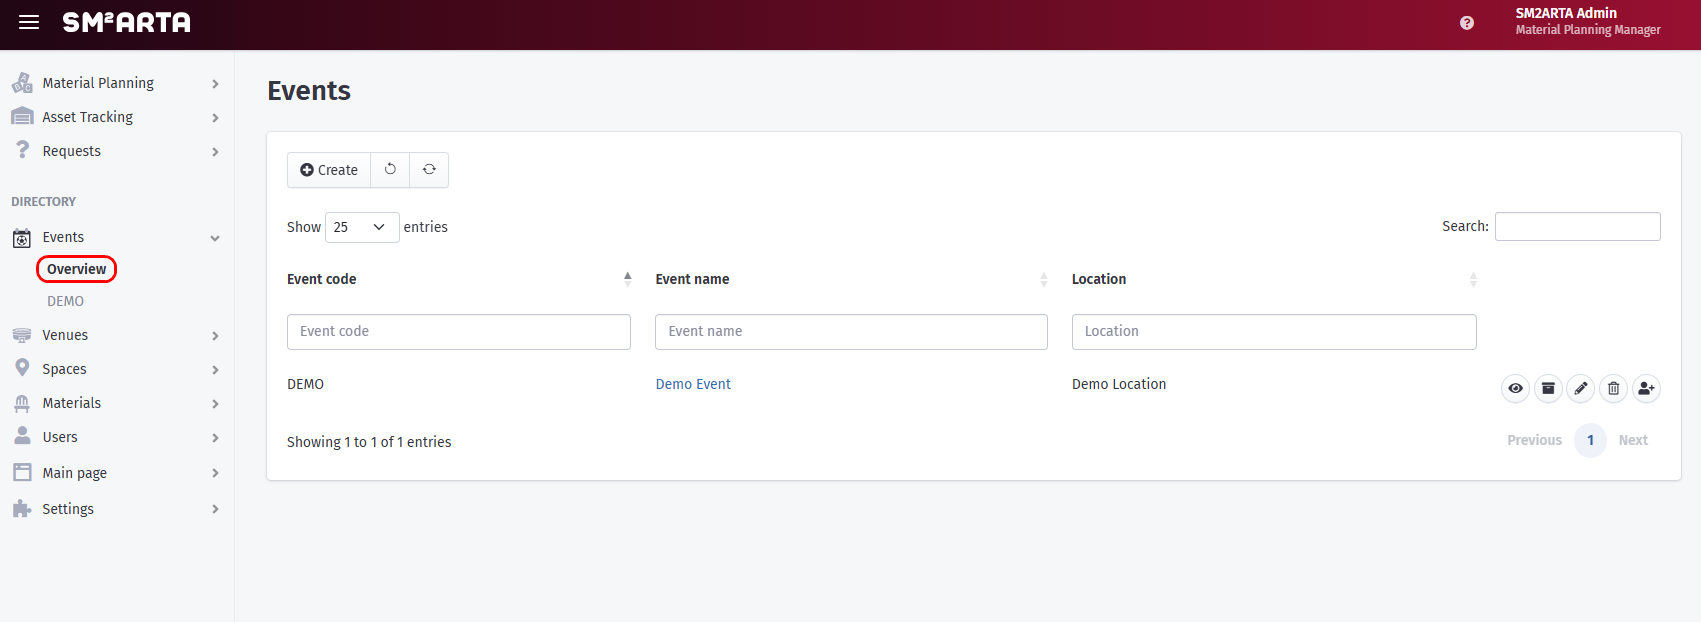 SM²ARTA
SM2ARTA Admin
Material Planning Manager
Material Planning
Asset Tracking
Requests
DIRECTORY
Events
Overview
DEMO
Venues
Spaces
Materials
Users
Main page
Settings
Events
Create
Show 25 entries
Search:
Event code Event name Location
Event code Event name Location
DEMO Demo Event Demo Location
Showing 1 to 1 of 1 entries
Previous 1 Next